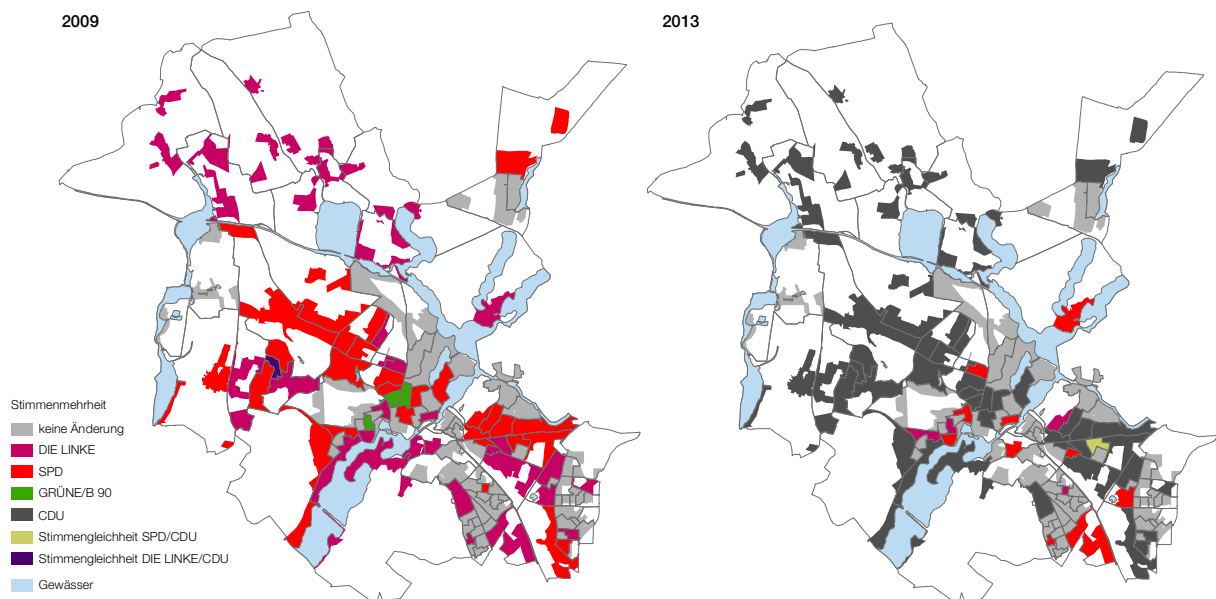 2009
2013
Stimmenmehrheit
keine Änderung
DIE LINKE
SPD
GRÜNE/B 90
CDU
Stimmengleichheit SPD/CDU
Stimmengleichheit DIE LINKE/CDU
Gewässer